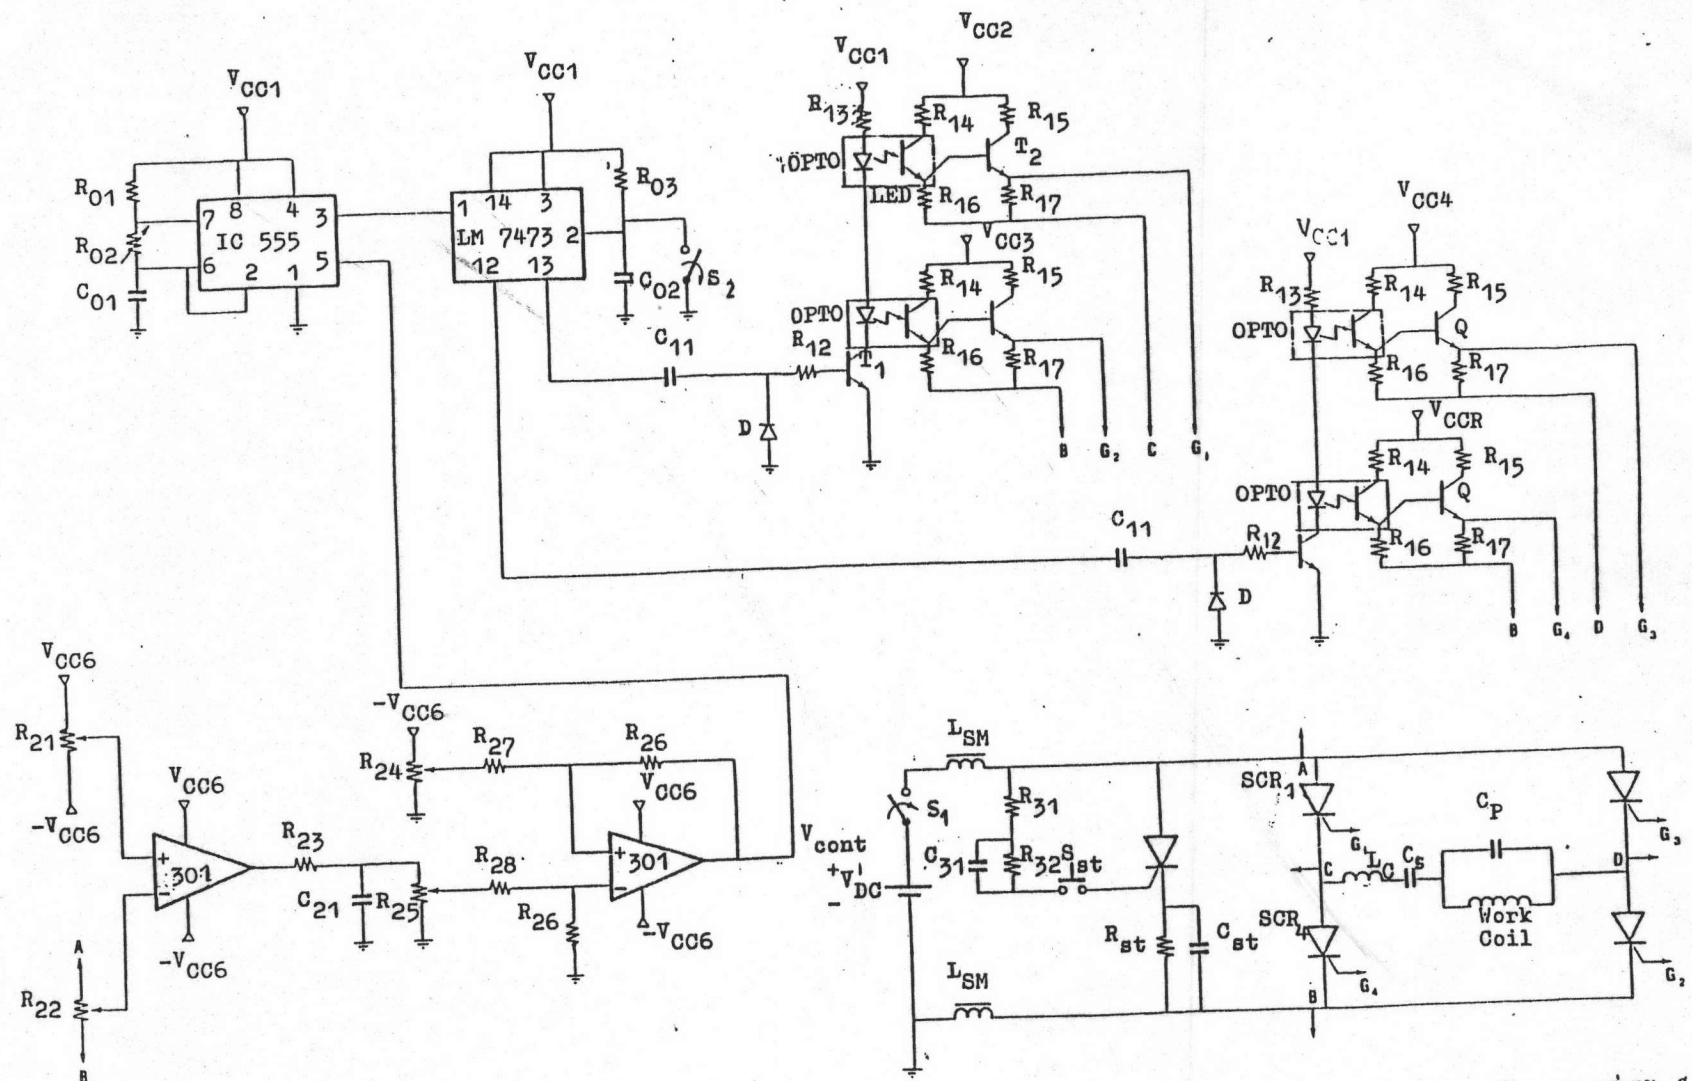 VCC1
R01
R02
C01
7 8 4 3
IC 555
6 2 1 5
VCC1
1 14 3
LM 7473 2
12 13
R03
C02
S2
C11
D
R12
VCC1
R13
OPTO
LED
VCC2
R14
R15
T2
R16
R17
VCC3
R14
R15
OPTO
R16
R17
1
B G2 C G1
VCC1
R13
OPTO
VCC4
R14
R15
Q
R16
R17
VCCR
R14
R15
OPTO
Q
R16
R17
C11
R12
D
B G4 D G3
VCC6
R21
-VCC6
VCC6
+
301
-
-VCC6
A
R22
B
R23
C21
R25
-VCC6
R24
R27
R26
VCC6
+
301
-
-VCC6
R28
R26
Vcont
+
VDC
-
S1
LSM
R31
C31
R32
Sst
Rst
Cst
LSM
A
SCR1
G1
C
LC
CS
CP
Work
Coil
D
G3
SCR4
G4
B
G2